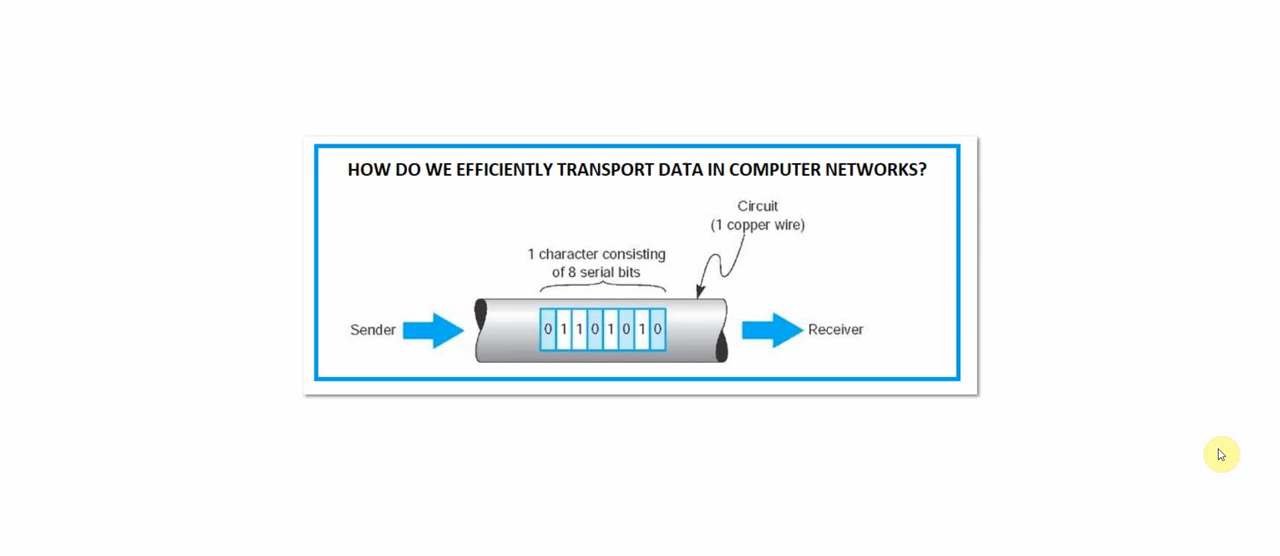 HOW DO WE EFFICIENTLY TRANSPORT DATA IN COMPUTER NETWORKS?
Circuit
(1 copper wire)
1 character consisting
of 8 serial bits
Sender
0 1 1 0 1 0 1 0
Receiver